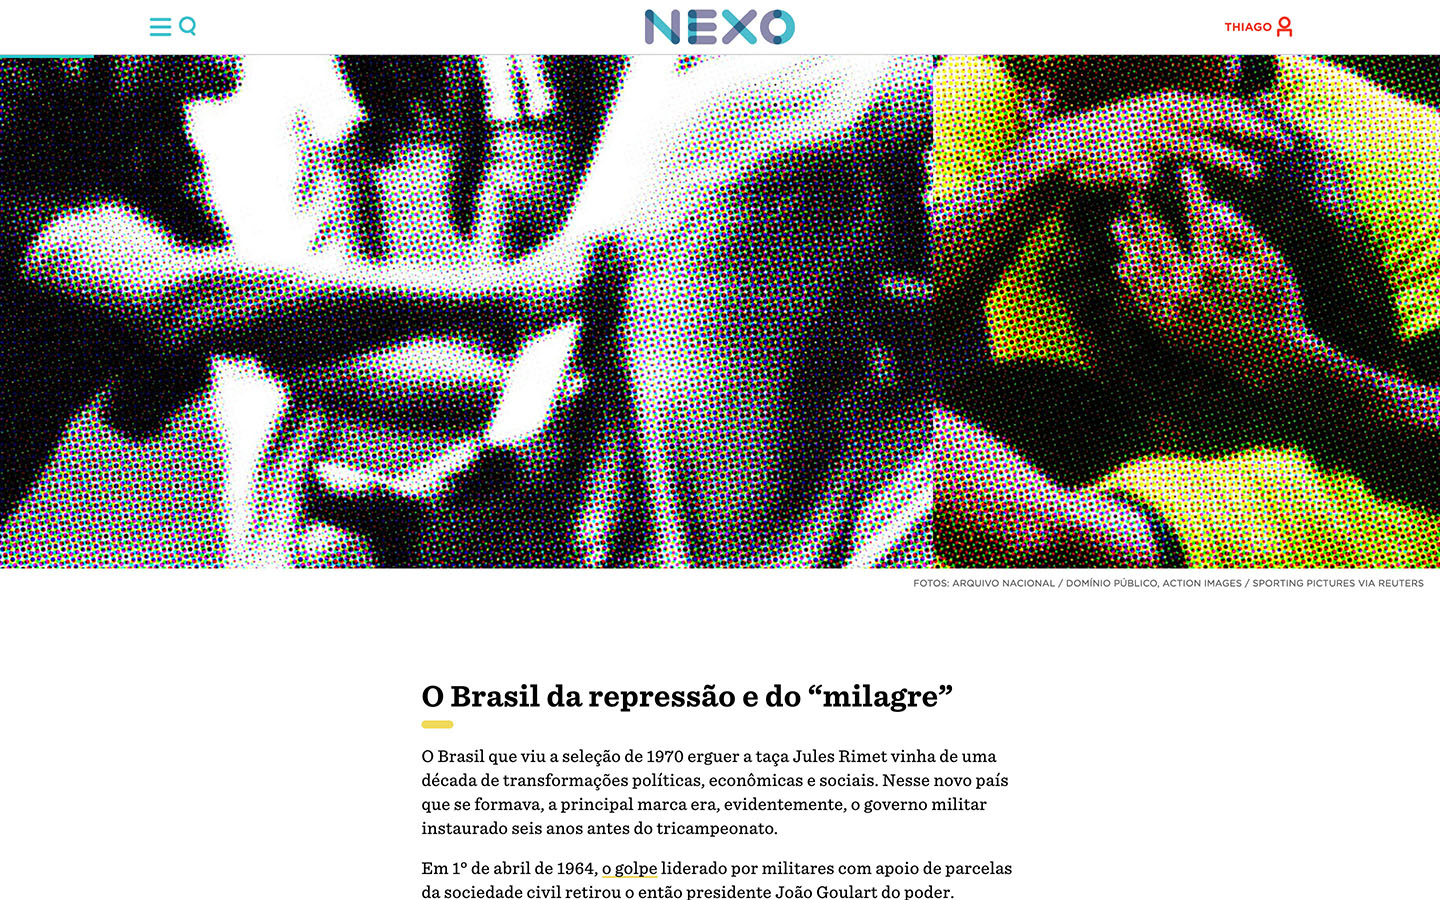 NEXO
THIAGO
FOTOS: ARQUIVO NACIONAL / DOMÍNIO PÚBLICO, ACTION IMAGES / SPORTING PICTURES VIA REUTERS
O Brasil da repressão e do “milagre”
O Brasil que viu a seleção de 1970 erguer a taça Jules Rimet vinha de uma
década de transformações políticas, econômicas e sociais. Nesse novo país
que se formava, a principal marca era, evidentemente, o governo militar
instaurado seis anos antes do tricampeonato.
Em 1º de abril de 1964, o golpe liderado por militares com apoio de parcelas
da sociedade civil retirou o então presidente João Goulart do poder.